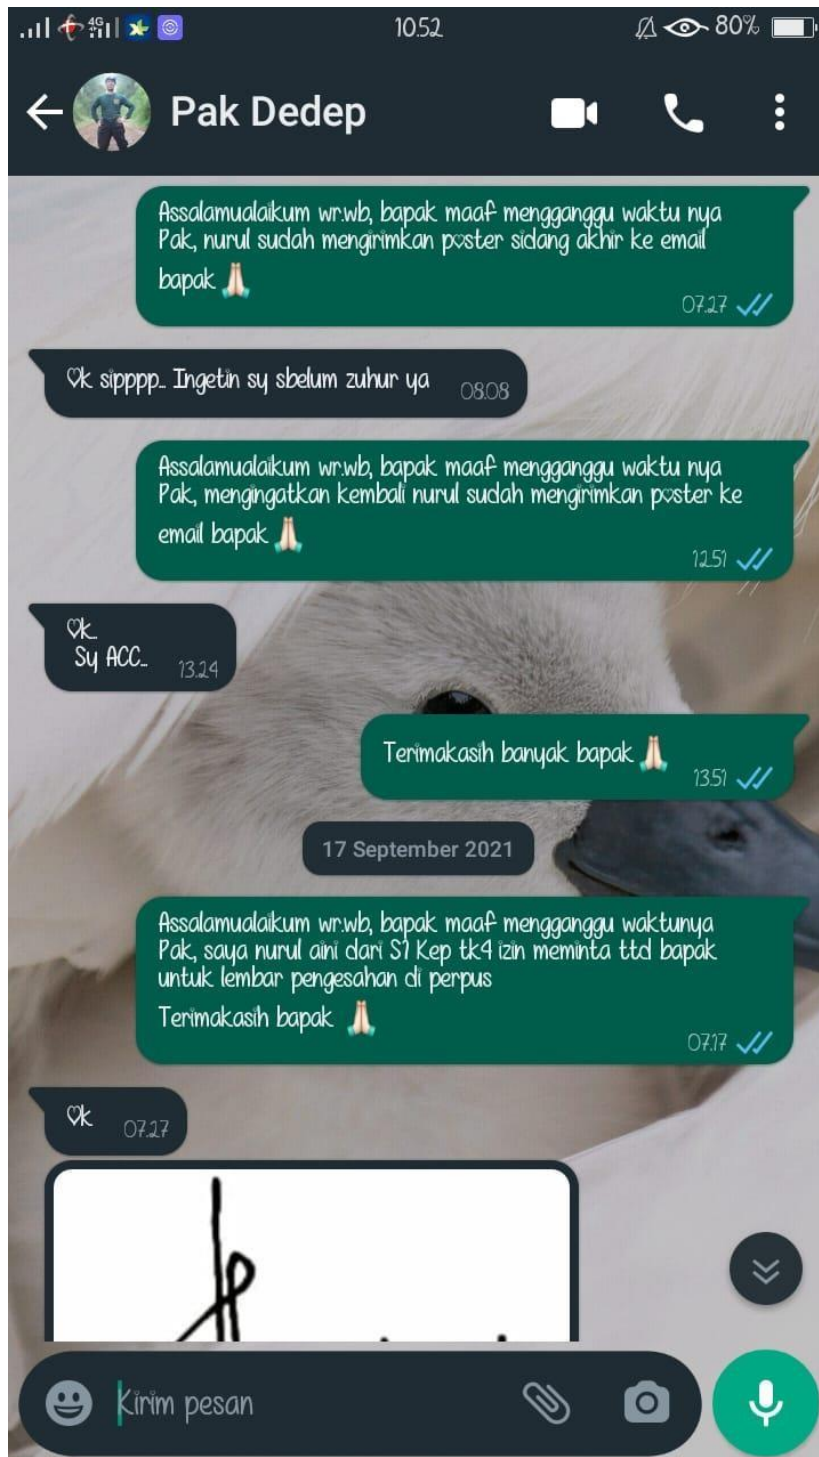 4G
10.52
80%
Pak Dedep
Assalamualaikum wr.wb, bapak maaf mengganggu waktu nya
Pak, nurul sudah mengirimkan poster sidang akhir ke email
bapak 🙏🏻
07.27
Ok sipppp.. Ingetin sy sbelum zuhur ya
08.08
Assalamualaikum wr.wb, bapak maaf mengganggu waktu nya
Pak, mengingatkan kembali nurul sudah mengirimkan poster ke
email bapak 🙏🏻
12.51
Ok..
Sy ACC..
13.24
Terimakasih banyak bapak 🙏🏻
13.51
17 September 2021
Assalamualaikum wr.wb, bapak maaf mengganggu waktunya
Pak, saya nurul aini dari S1 Kep tk4 izin meminta ttd bapak
untuk lembar pengesahan di perpus
Terimakasih bapak 🙏🏻
07.17
Ok
07.27
Kirim pesan